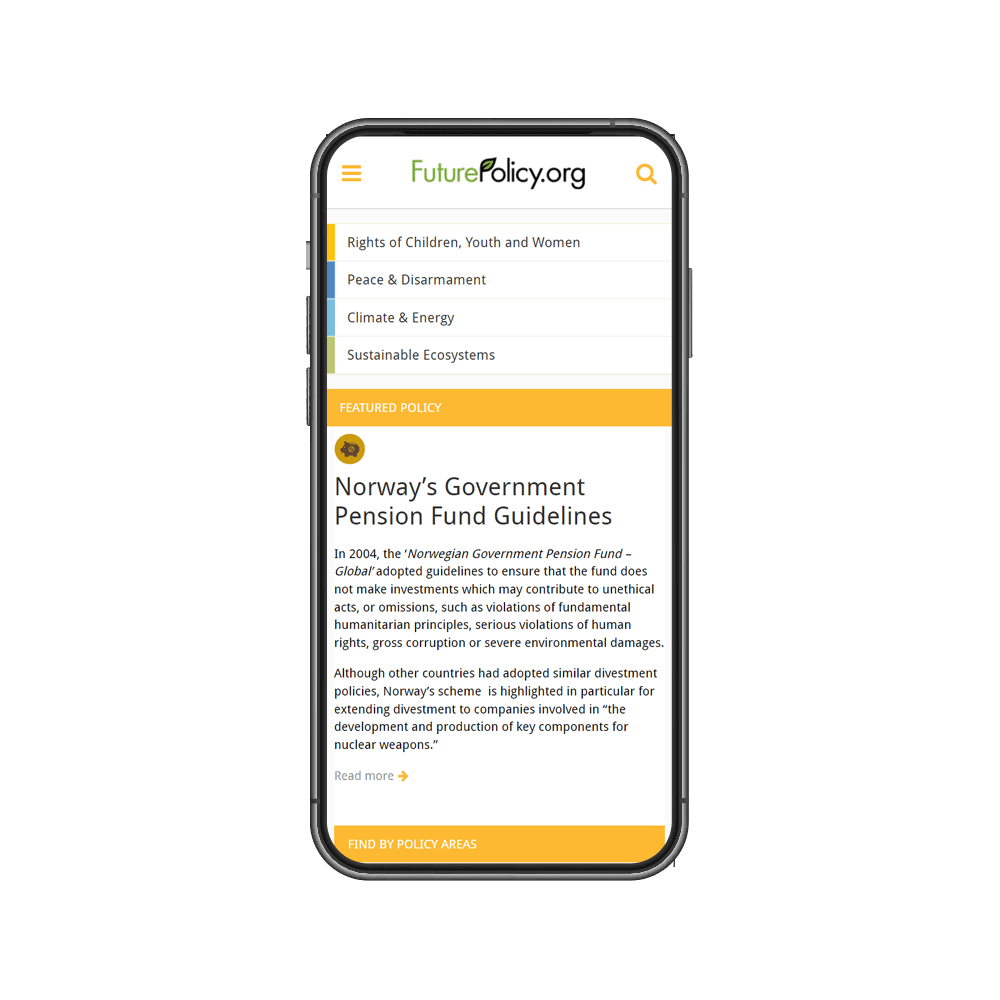 FuturePolicy.org
Rights of Children, Youth and Women
Peace & Disarmament
Climate & Energy
Sustainable Ecosystems
FEATURED POLICY
Norway’s Government
Pension Fund Guidelines
In 2004, the ‘Norwegian Government Pension Fund –
Global’ adopted guidelines to ensure that the fund does
not make investments which may contribute to unethical
acts, or omissions, such as violations of fundamental
humanitarian principles, serious violations of human
rights, gross corruption or severe environmental damages.
Although other countries had adopted similar divestment
policies, Norway’s scheme  is highlighted in particular for
extending divestment to companies involved in “the
development and production of key components for
nuclear weapons.”
Read more
FIND BY POLICY AREAS